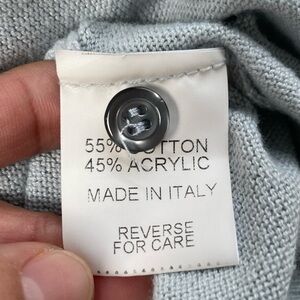 55% COTTON
45% ACRYLIC
MADE IN ITALY
REVERSE
FOR CARE